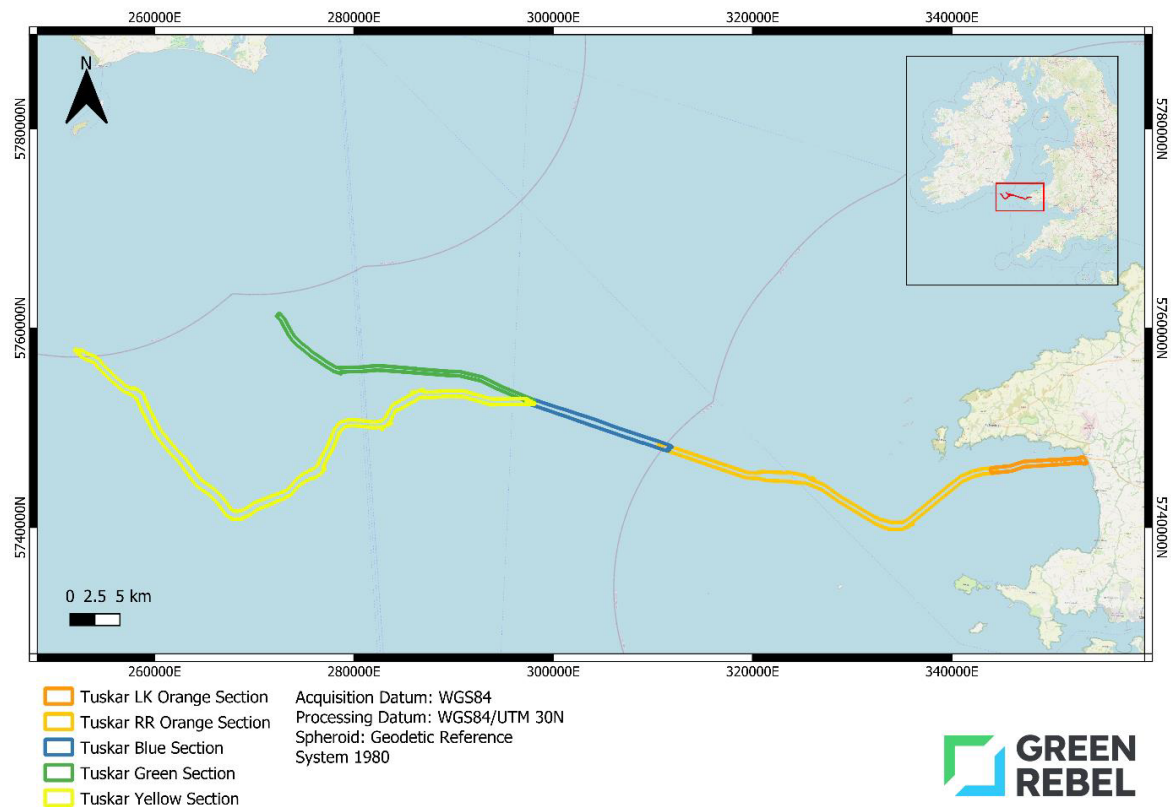 260000E 280000E 300000E 320000E 340000E
N
5780000N 5780000N
5760000N 5760000N
5740000N 5740000N
0 2.5 5 km
260000E 280000E 300000E 320000E 340000E
Tuskar LK Orange Section
Tuskar RR Orange Section
Tuskar Blue Section
Tuskar Green Section
Tuskar Yellow Section
Acquisition Datum: WGS84
Processing Datum: WGS84/UTM 30N
Spheroid: Geodetic Reference
System 1980
GREEN
REBEL